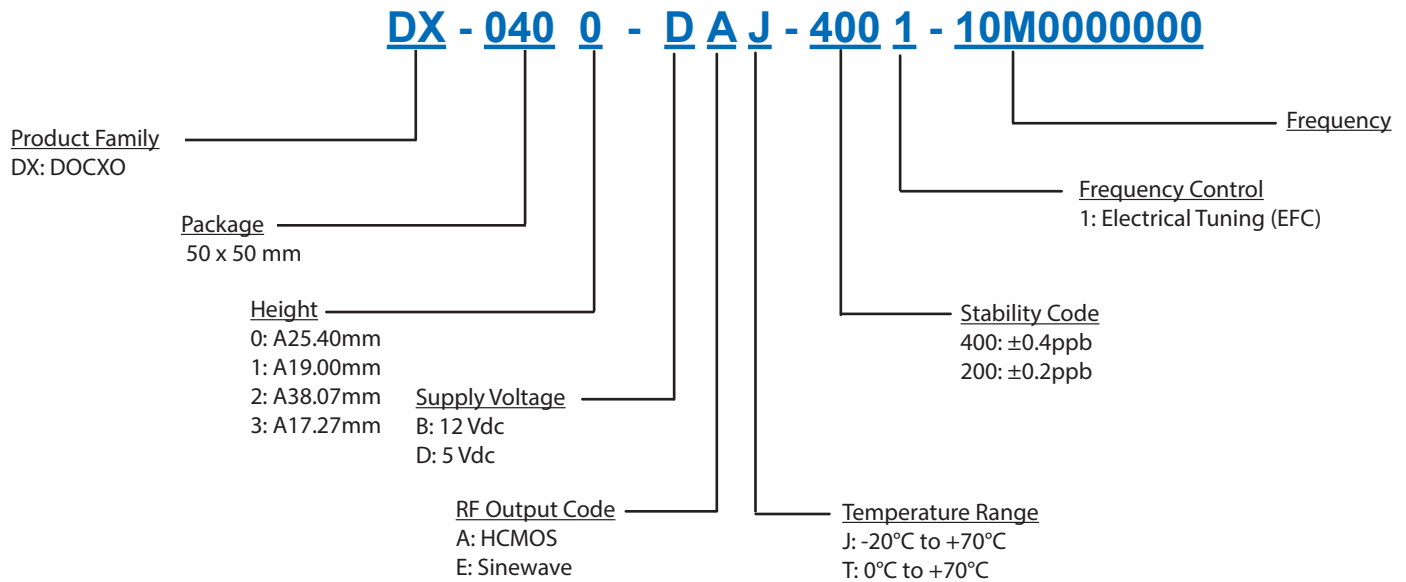 DX - 040 0 - D A J - 400 1 - 10M0000000
Product Family
DX: DOCXO
Package
50 x 50 mm
Height
0: A25.40mm
1: A19.00mm
2: A38.07mm
3: A17.27mm
Supply Voltage
B: 12 Vdc
D: 5 Vdc
RF Output Code
A: HCMOS
E: Sinewave
Temperature Range
J: -20°C to +70°C
T: 0°C to +70°C
Stability Code
400: ±0.4ppb
200: ±0.2ppb
Frequency Control
1: Electrical Tuning (EFC)
Frequency